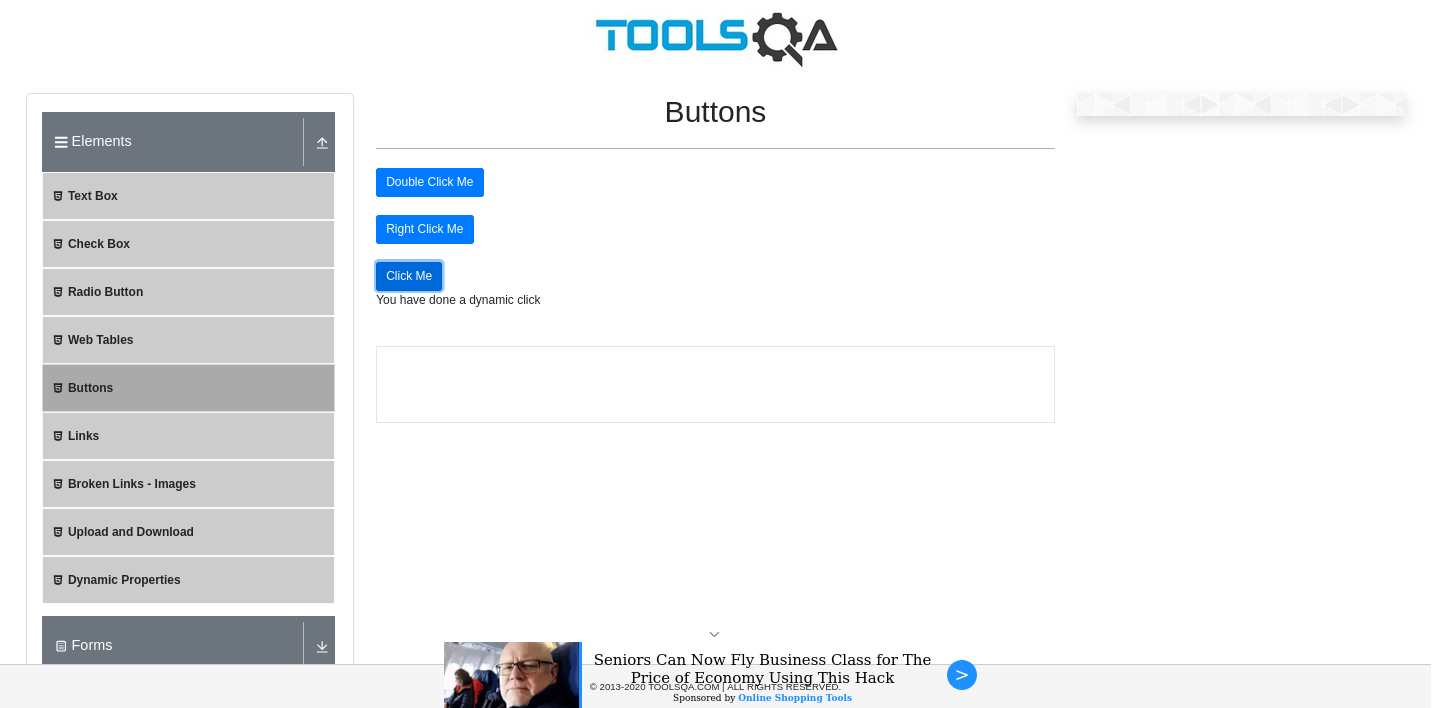 TOOLSQA
Elements
Text Box
Check Box
Radio Button
Web Tables
Buttons
Links
Broken Links - Images
Upload and Download
Dynamic Properties
Forms
Buttons
Double Click Me
Right Click Me
Click Me
You have done a dynamic click
Seniors Can Now Fly Business Class for The
Price of Economy Using This Hack
© 2013-2020 TOOLSQA.COM | ALL RIGHTS RESERVED.
Sponsored by Online Shopping Tools
>